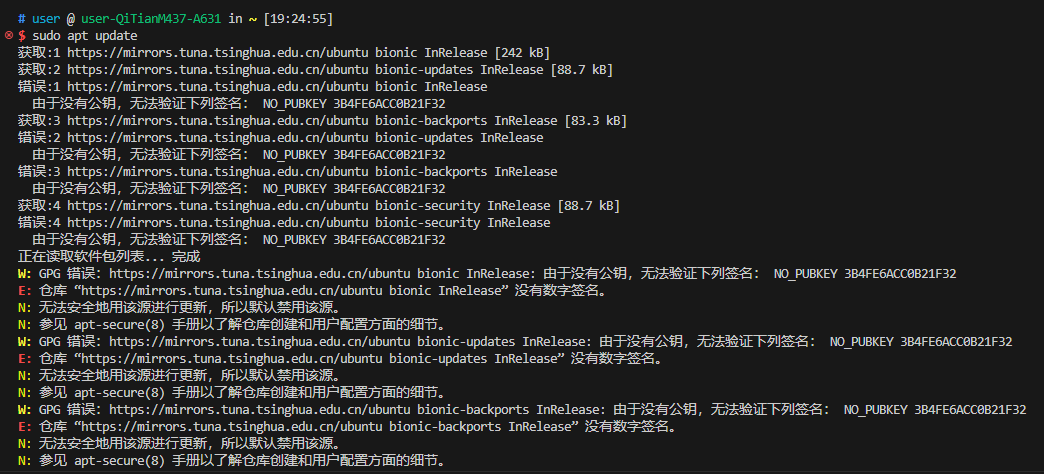 # user @ user-QiTianM437-A631 in ~ [19:24:55]
$ sudo apt update
获取:1 https://mirrors.tuna.tsinghua.edu.cn/ubuntu bionic InRelease [242 kB]
获取:2 https://mirrors.tuna.tsinghua.edu.cn/ubuntu bionic-updates InRelease [88.7 kB]
错误:1 https://mirrors.tuna.tsinghua.edu.cn/ubuntu bionic InRelease
由于没有公钥，无法验证下列签名： NO_PUBKEY 3B4FE6ACC0B21F32
获取:3 https://mirrors.tuna.tsinghua.edu.cn/ubuntu bionic-backports InRelease [83.3 kB]
错误:2 https://mirrors.tuna.tsinghua.edu.cn/ubuntu bionic-updates InRelease
由于没有公钥，无法验证下列签名： NO_PUBKEY 3B4FE6ACC0B21F32
错误:3 https://mirrors.tuna.tsinghua.edu.cn/ubuntu bionic-backports InRelease
由于没有公钥，无法验证下列签名： NO_PUBKEY 3B4FE6ACC0B21F32
获取:4 https://mirrors.tuna.tsinghua.edu.cn/ubuntu bionic-security InRelease [88.7 kB]
错误:4 https://mirrors.tuna.tsinghua.edu.cn/ubuntu bionic-security InRelease
由于没有公钥，无法验证下列签名： NO_PUBKEY 3B4FE6ACC0B21F32
正在读取软件包列表... 完成
W: GPG 错误：https://mirrors.tuna.tsinghua.edu.cn/ubuntu bionic InRelease: 由于没有公钥，无法验证下列签名： NO_PUBKEY 3B4FE6ACC0B21F32
E: 仓库 “https://mirrors.tuna.tsinghua.edu.cn/ubuntu bionic InRelease” 没有数字签名。
N: 无法安全地用该源进行更新，所以默认禁用该源。
N: 参见 apt-secure(8) 手册以了解仓库创建和用户配置方面的细节。
W: GPG 错误：https://mirrors.tuna.tsinghua.edu.cn/ubuntu bionic-updates InRelease: 由于没有公钥，无法验证下列签名： NO_PUBKEY 3B4FE6ACC0B21F32
E: 仓库 “https://mirrors.tuna.tsinghua.edu.cn/ubuntu bionic-updates InRelease” 没有数字签名。
N: 无法安全地用该源进行更新，所以默认禁用该源。
N: 参见 apt-secure(8) 手册以了解仓库创建和用户配置方面的细节。
W: GPG 错误：https://mirrors.tuna.tsinghua.edu.cn/ubuntu bionic-backports InRelease: 由于没有公钥，无法验证下列签名： NO_PUBKEY 3B4FE6ACC0B21F32
E: 仓库 “https://mirrors.tuna.tsinghua.edu.cn/ubuntu bionic-backports InRelease” 没有数字签名。
N: 无法安全地用该源进行更新，所以默认禁用该源。
N: 参见 apt-secure(8) 手册以了解仓库创建和用户配置方面的细节。